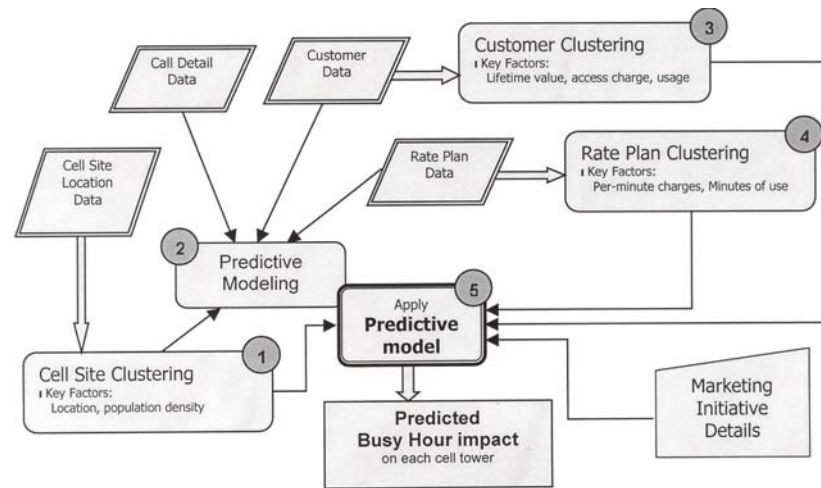 Call Detail
Data
Customer
Data
3
Customer Clustering
Key Factors:
Lifetime value, access charge, usage
Cell Site
Location
Data
Rate Plan
Data
4
Rate Plan Clustering
Key Factors:
Per-minute charges, Minutes of use
2
Predictive
Modeling
5
Apply
Predictive
model
1
Cell Site Clustering
Key Factors:
Location, population density
Predicted
Busy Hour impact
on each cell tower
Marketing
Initiative
Details